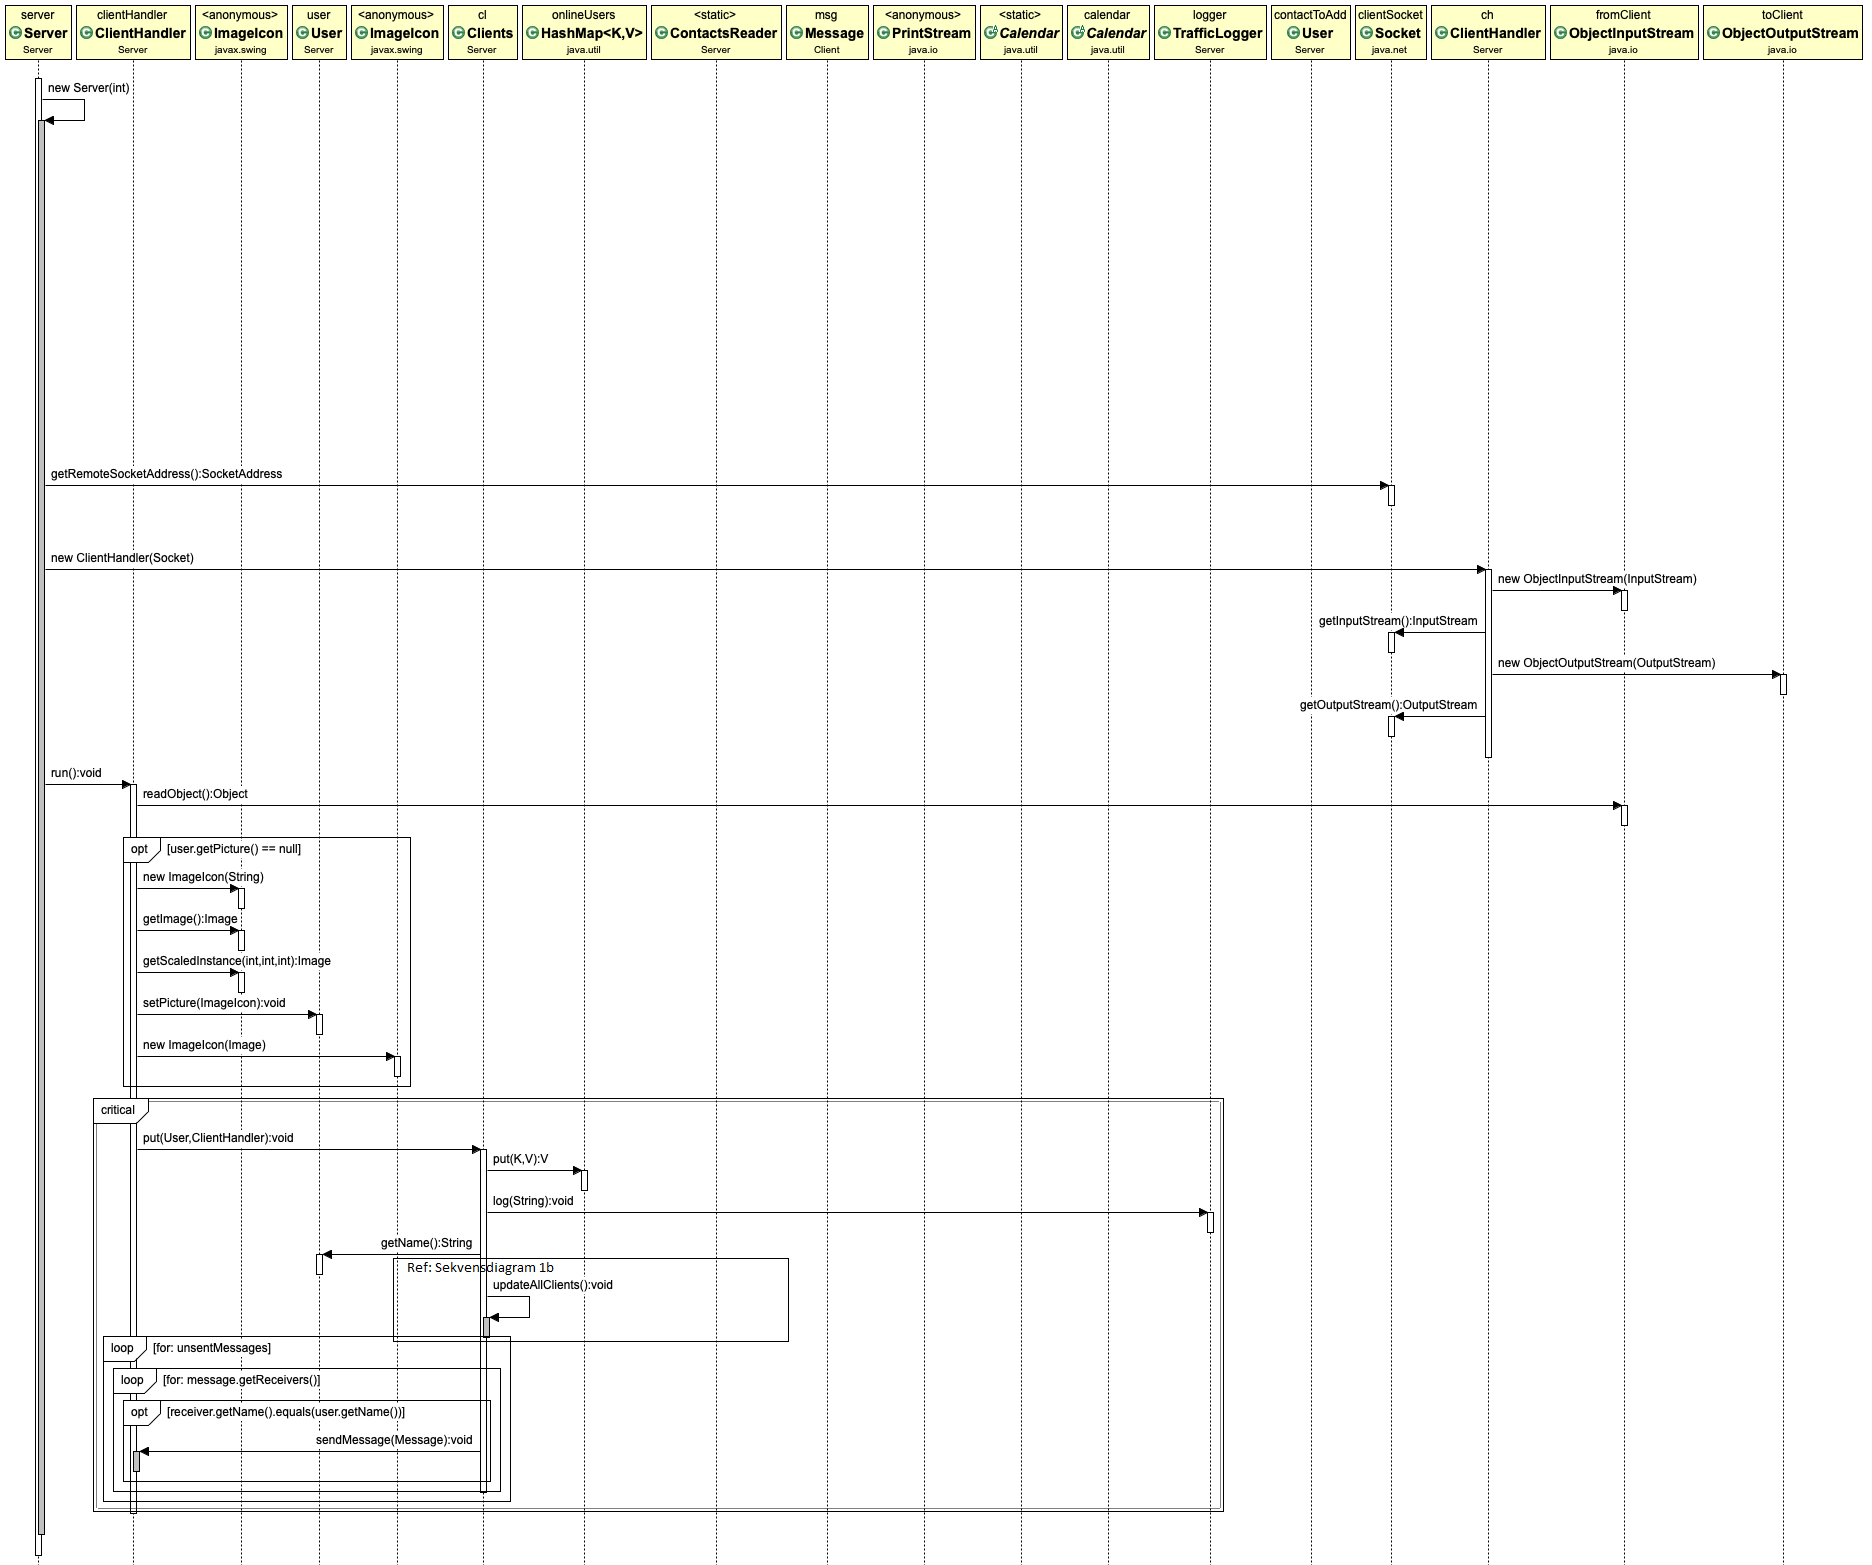 server
Server
Server
clientHandler
ClientHandler
Server
<anonymous>
ImageIcon
javax.swing
user
User
Server
<anonymous>
ImageIcon
javax.swing
cl
Clients
Server
onlineUsers
HashMap<K,V>
java.util
<static>
ContactsReader
Server
msg
Message
Client
<anonymous>
PrintStream
java.io
<static>
Calendar
java.util
calendar
Calendar
java.util
logger
TrafficLogger
Server
contactToAdd
User
Server
clientSocket
Socket
java.net
ch
ClientHandler
Server
fromClient
ObjectInputStream
java.io
toClient
ObjectOutputStream
java.io
new Server(int)
getRemoteSocketAddress():SocketAddress
new ClientHandler(Socket)
new ObjectInputStream(InputStream)
getInputStream():InputStream
new ObjectOutputStream(OutputStream)
getOutputStream():OutputStream
run():void
readObject():Object
opt [user.getPicture() == null]
new ImageIcon(String)
getImage():Image
getScaledInstance(int,int,int):Image
setPicture(ImageIcon):void
new ImageIcon(Image)
critical
put(User,ClientHandler):void
put(K,V):V
log(String):void
getName():String
Ref: Sekvensdiagram 1b
updateAllClients():void
loop [for: unsentMessages]
loop [for: message.getReceivers()]
opt [receiver.getName().equals(user.getName())]
sendMessage(Message):void